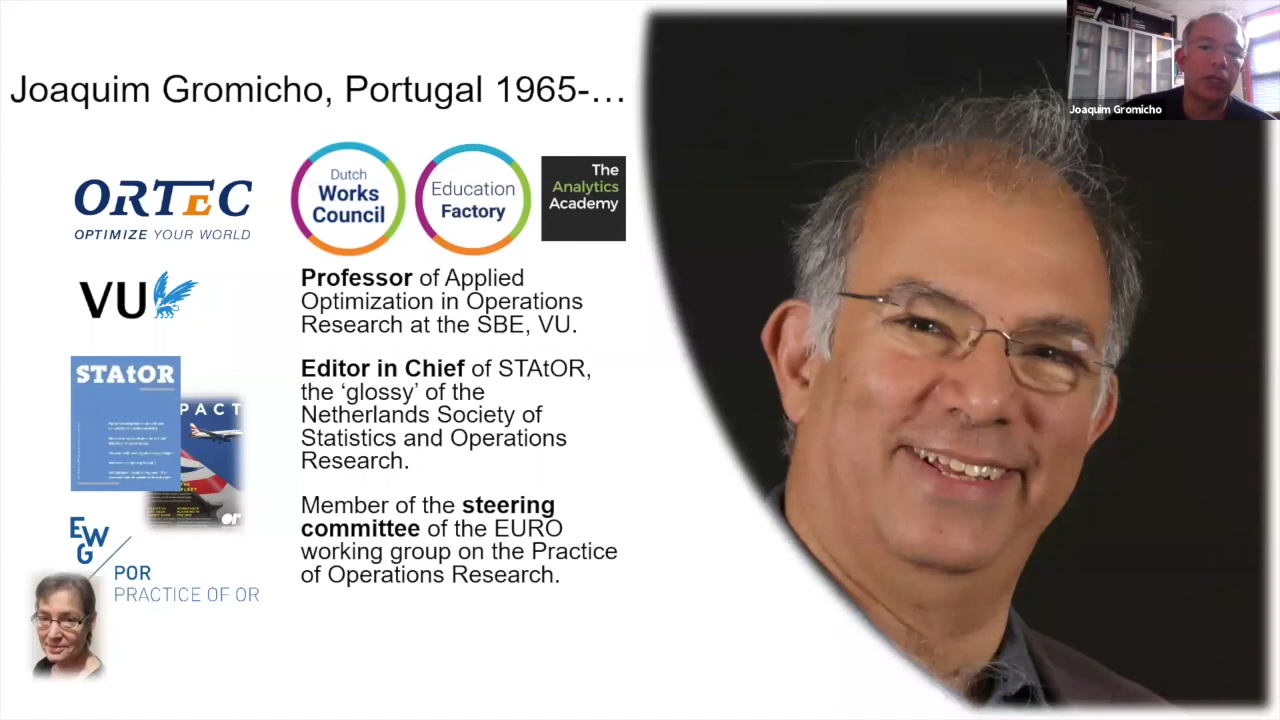 Joaquim Gromicho, Portugal 1965-…
Joaquim Gromicho
ORTEC
OPTIMIZE YOUR WORLD
Dutch
Works
Council
Education
Factory
The
Analytics
Academy
VU
Professor of Applied
Optimization in Operations
Research at the SBE, VU.
STAtOR
PACT
or
Editor in Chief of STAtOR,
the ‘glossy’ of the
Netherlands Society of
Statistics and Operations
Research.
EWG
POR
PRACTICE OF OR
Member of the steering
committee of the EURO
working group on the Practice
of Operations Research.